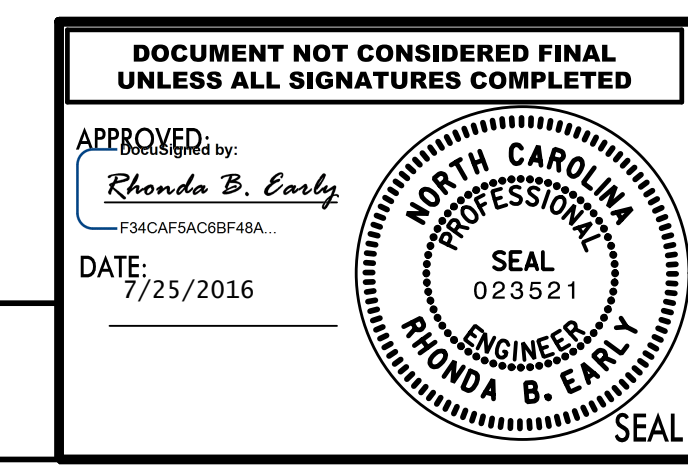 DOCUMENT NOT CONSIDERED FINAL
UNLESS ALL SIGNATURES COMPLETED
APPROVED:
DocuSigned by:
Rhonda B. Early
F34CAF5AC6BF48A...
DATE:
7/25/2016
NORTH CAROLINA
PROFESSIONAL
SEAL
023521
ENGINEER
RHONDA B. EARLY
SEAL